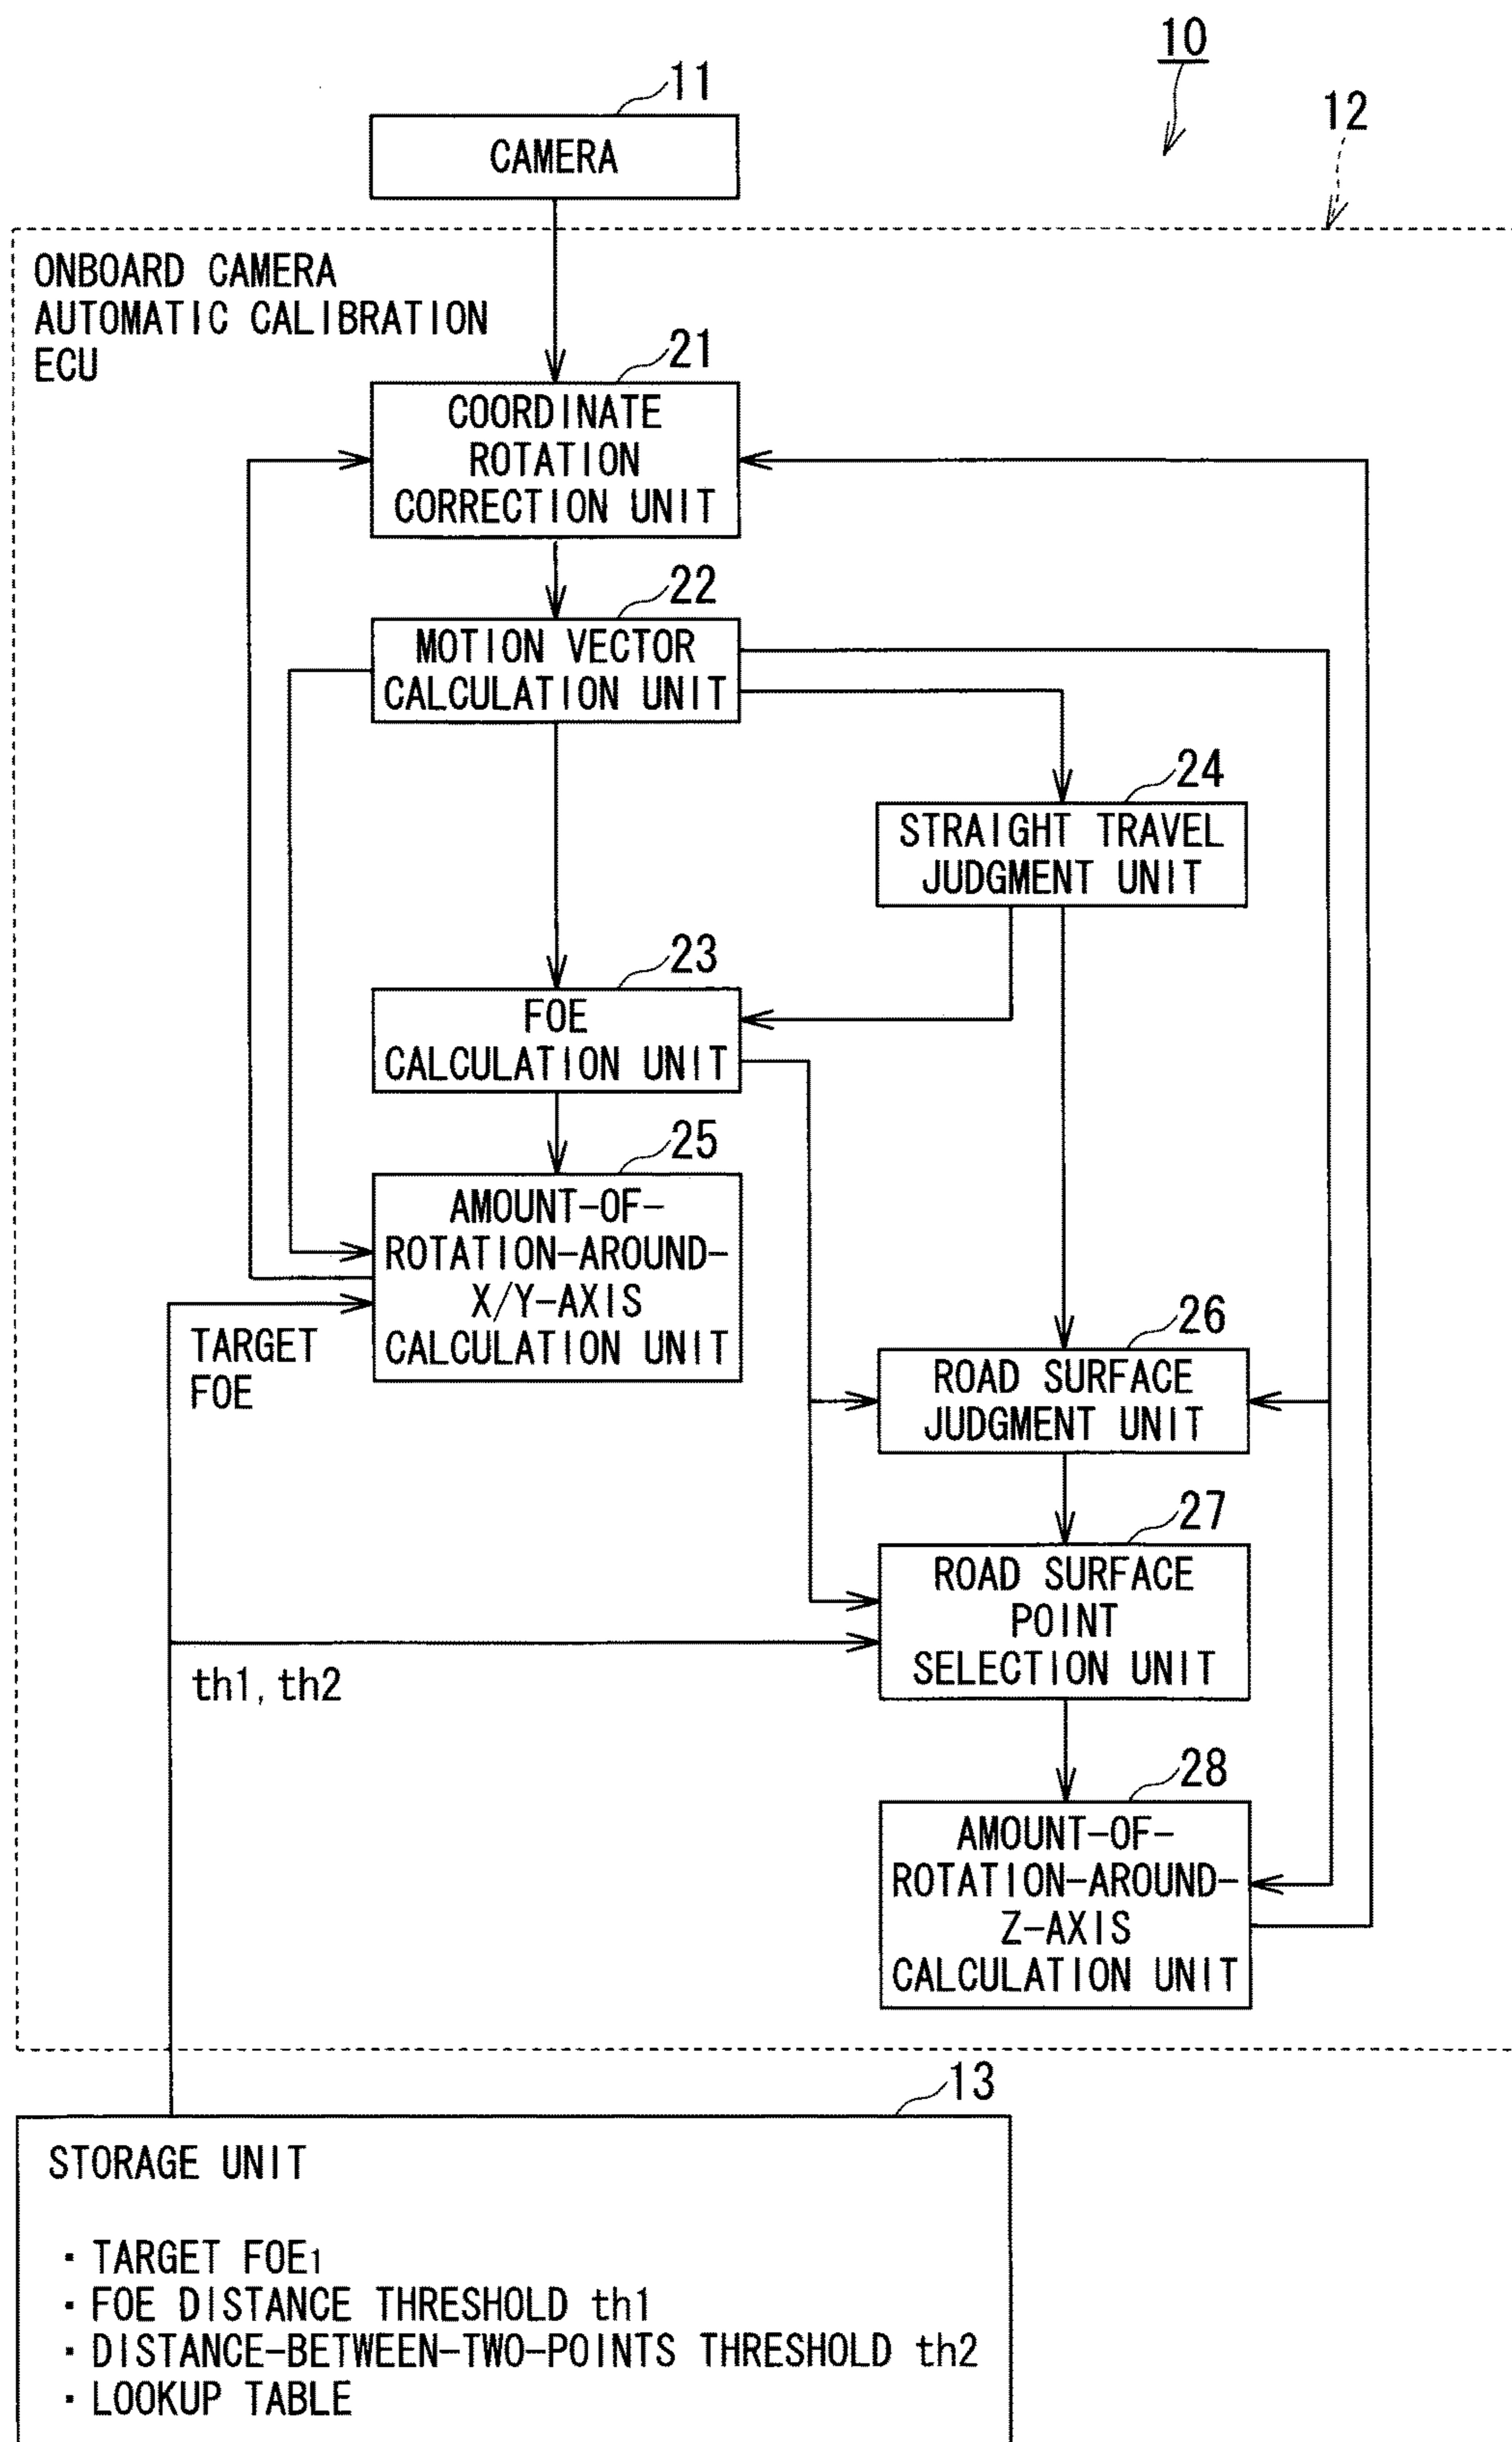 10
11
CAMERA
12
ONBOARD CAMERA
AUTOMATIC CALIBRATION
ECU
21
COORDINATE
ROTATION
CORRECTION UNIT
22
MOTION VECTOR
CALCULATION UNIT
24
STRAIGHT TRAVEL
JUDGMENT UNIT
23
FOE
CALCULATION UNIT
25
AMOUNT-OF-
ROTATION-AROUND-
X/Y-AXIS
CALCULATION UNIT
TARGET
FOE
26
ROAD SURFACE
JUDGMENT UNIT
27
ROAD SURFACE
POINT
SELECTION UNIT
th1, th2
28
AMOUNT-OF-
ROTATION-AROUND-
Z-AXIS
CALCULATION UNIT
13
STORAGE UNIT
・TARGET FOE1
・FOE DISTANCE THRESHOLD th1
・DISTANCE-BETWEEN-TWO-POINTS THRESHOLD th2
・LOOKUP TABLE